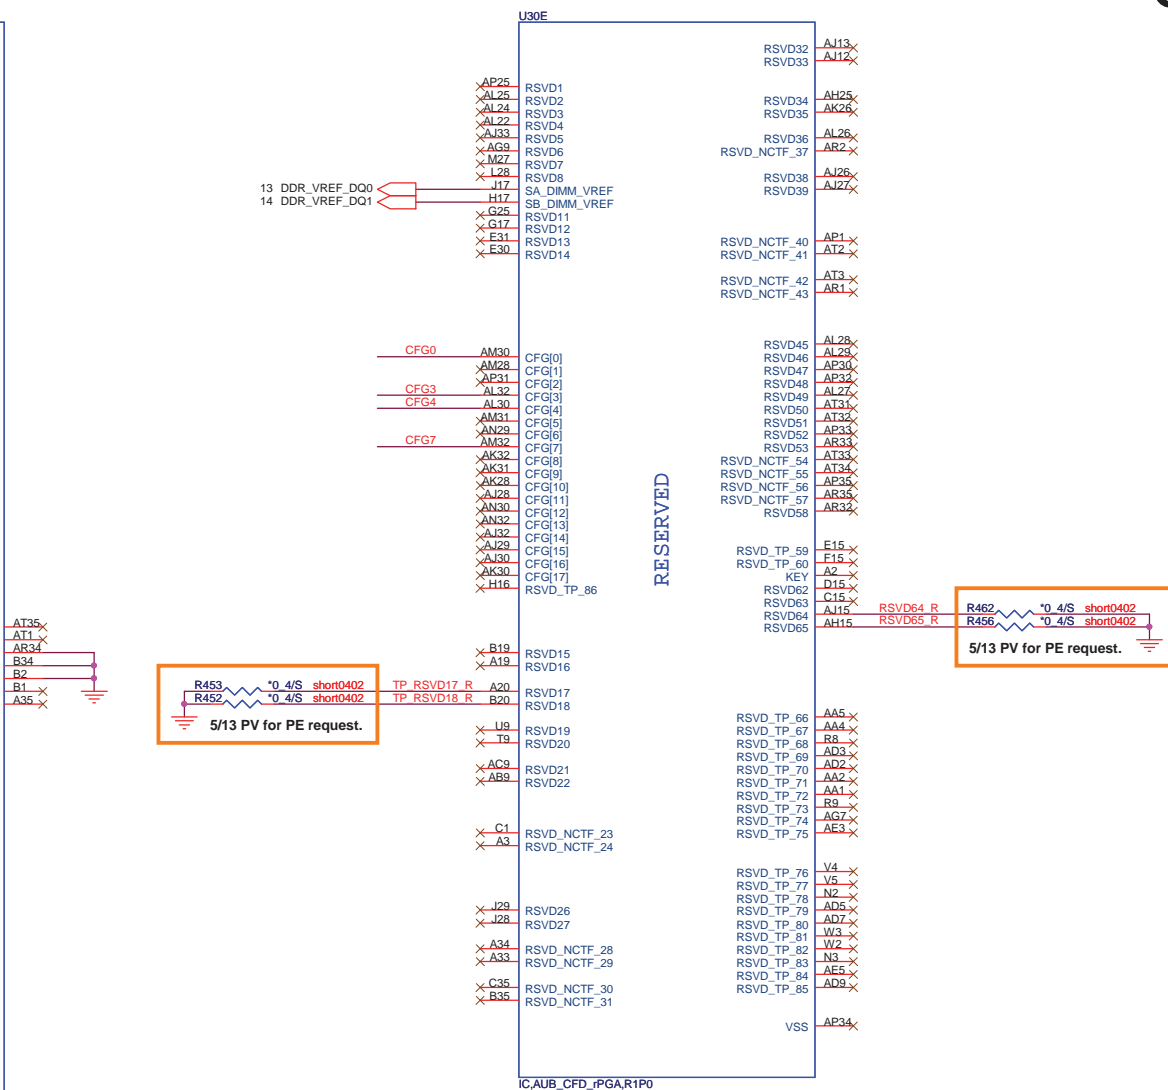 U30E
AP25 RSVD1
AL25 RSVD2
AL24 RSVD3
AL22 RSVD4
AJ33 RSVD5
AG9 RSVD6
M27 RSVD7
L28 RSVD8
13 DDR_VREF_DQ0 J17 SA_DIMM_VREF
14 DDR_VREF_DQ1 H17 SB_DIMM_VREF
G25 RSVD11
G17 RSVD12
E31 RSVD13
E30 RSVD14
CFG0 AM30 CFG[0]
AM28 CFG[1]
AP31 CFG[2]
CFG3 AL32 CFG[3]
CFG4 AL30 CFG[4]
AM31 CFG[5]
AN29 CFG[6]
CFG7 AM32 CFG[7]
AK32 CFG[8]
AK31 CFG[9]
AK28 CFG[10]
AJ28 CFG[11]
AN30 CFG[12]
AN32 CFG[13]
AJ32 CFG[14]
AJ29 CFG[15]
AJ30 CFG[16]
AK30 CFG[17]
H16 RSVD_TP_86
B19 RSVD15
A19 RSVD16
R453 *0_4/S short0402 TP_RSVD17_R A20 RSVD17
R452 *0_4/S short0402 TP_RSVD18_R B20 RSVD18
5/13 PV for PE request.
U9 RSVD19
T9 RSVD20
AC9 RSVD21
AB9 RSVD22
C1 RSVD_NCTF_23
A3 RSVD_NCTF_24
J29 RSVD26
J28 RSVD27
A34 RSVD_NCTF_28
A33 RSVD_NCTF_29
C35 RSVD_NCTF_30
B35 RSVD_NCTF_31
AT35
AT1
AR34
B34
B2
B1
A35
RESERVED
RSVD32 AJ13
RSVD33 AJ12
RSVD34 AH25
RSVD35 AK26
RSVD36 AL26
RSVD_NCTF_37 AR2
RSVD38 AJ26
RSVD39 AJ27
RSVD_NCTF_40 AP1
RSVD_NCTF_41 AT2
RSVD_NCTF_42 AT3
RSVD_NCTF_43 AR1
RSVD45 AL28
RSVD46 AL29
RSVD47 AP30
RSVD48 AP32
RSVD49 AL27
RSVD50 AT31
RSVD51 AT32
RSVD52 AP33
RSVD53 AR33
RSVD_NCTF_54 AT33
RSVD_NCTF_55 AT34
RSVD_NCTF_56 AP35
RSVD_NCTF_57 AR35
RSVD58 AR32
RSVD_TP_59 E15
RSVD_TP_60 F15
KEY A2
RSVD62 D15
RSVD63 C15
RSVD64 AJ15 RSVD64_R R462 *0_4/S short0402
RSVD65 AH15 RSVD65_R R456 *0_4/S short0402
5/13 PV for PE request.
RSVD_TP_66 AA5
RSVD_TP_67 AA4
RSVD_TP_68 R8
RSVD_TP_69 AD3
RSVD_TP_70 AD2
RSVD_TP_71 AA2
RSVD_TP_72 AA1
RSVD_TP_73 R9
RSVD_TP_74 AG7
RSVD_TP_75 AE3
RSVD_TP_76 V4
RSVD_TP_77 V5
RSVD_TP_78 N2
RSVD_TP_79 AD5
RSVD_TP_80 AD7
RSVD_TP_81 W3
RSVD_TP_82 W2
RSVD_TP_83 N3
RSVD_TP_84 AE5
RSVD_TP_85 AD9
VSS AP34
IC,AUB_CFD_rPGA,R1P0